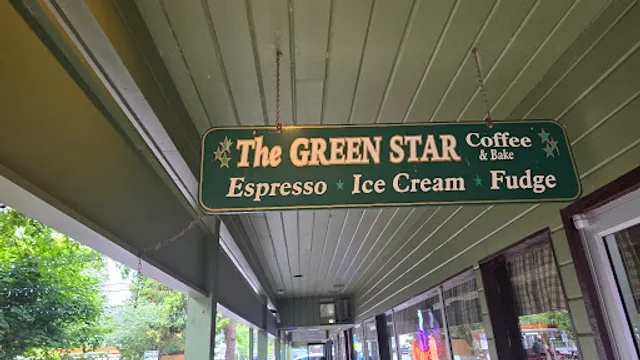 The GREEN STAR Coffee & Bake
Espresso Ice Cream Fudge